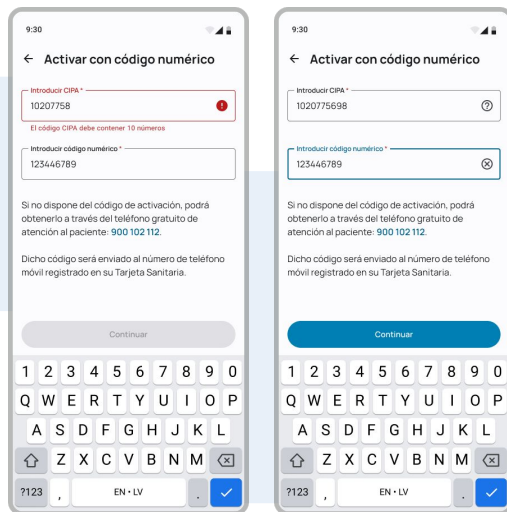 9:30
Activar con código numérico
Introducir CIPA *
10207758
El código CIPA debe contener 10 números
Introducir código numérico *
123446789
Si no dispone del código de activación, podrá
obtenerlo a través del teléfono gratuito de
atención al paciente: 900 102 112.
Dicho código será enviado al número de teléfono
móvil registrado en su Tarjeta Sanitaria.
Continuar
1 2 3 4 5 6 7 8 9 0
Q W E R T Y U I O P
A S D F G H J K L
Z X C V B N M
?123 , EN • LV .
9:30
Activar con código numérico
Introducir CIPA *
1020775698
Introducir código numérico *
123446789
Si no dispone del código de activación, podrá
obtenerlo a través del teléfono gratuito de
atención al paciente: 900 102 112.
Dicho código será enviado al número de teléfono
móvil registrado en su Tarjeta Sanitaria.
Continuar
1 2 3 4 5 6 7 8 9 0
Q W E R T Y U I O P
A S D F G H J K L
Z X C V B N M
?123 , EN • LV .